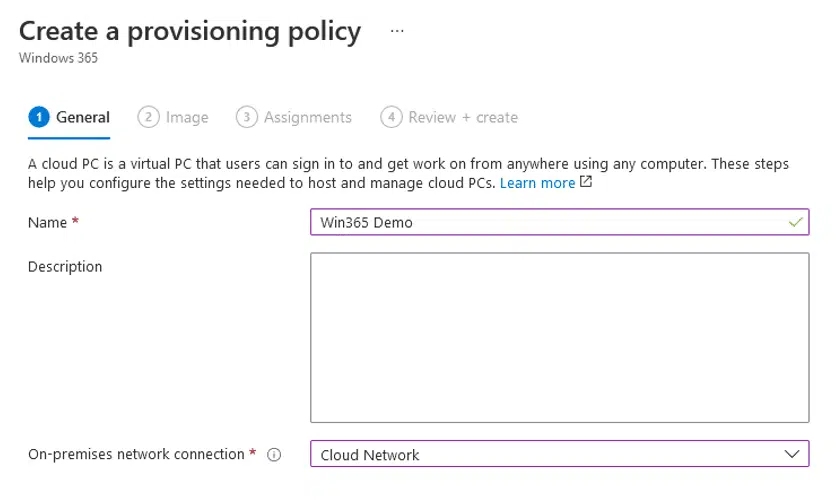 Create a provisioning policy ...
Windows 365
1 General 2 Image 3 Assignments 4 Review + create
A cloud PC is a virtual PC that users can sign in to and get work on from anywhere using any computer. These steps
help you configure the settings needed to host and manage cloud PCs. Learn more
Name * Win365 Demo
Description
On-premises network connection * Cloud Network